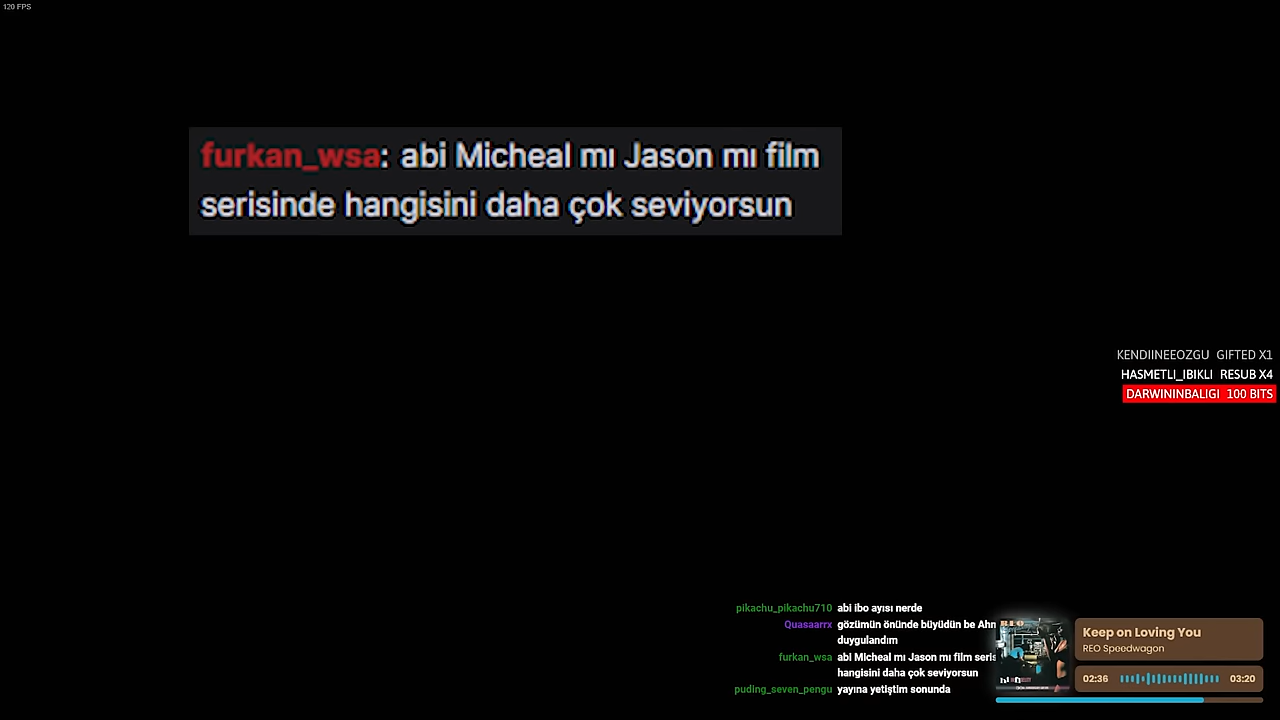 120 FPS
furkan_wsa: abi Micheal mı Jason mı film
serisinde hangisini daha çok seviyorsun
KENDIINEEOZGU GIFTED X1
HASMETLI_IBIKLI RESUB X4
DARWININBALIGI 100 BITS
pikachu_pikachu710 abi ibo ayısı nerde
Quasaarrx gözümün önünde büyüdün be Ahm
duygulandım
furkan_wsa abi Micheal mı Jason mı film seris
hangisini daha çok seviyorsun
puding_seven_pengu yayına yetiştim sonunda
REO
Keep on Loving You
REO Speedwagon
02:36 03:20